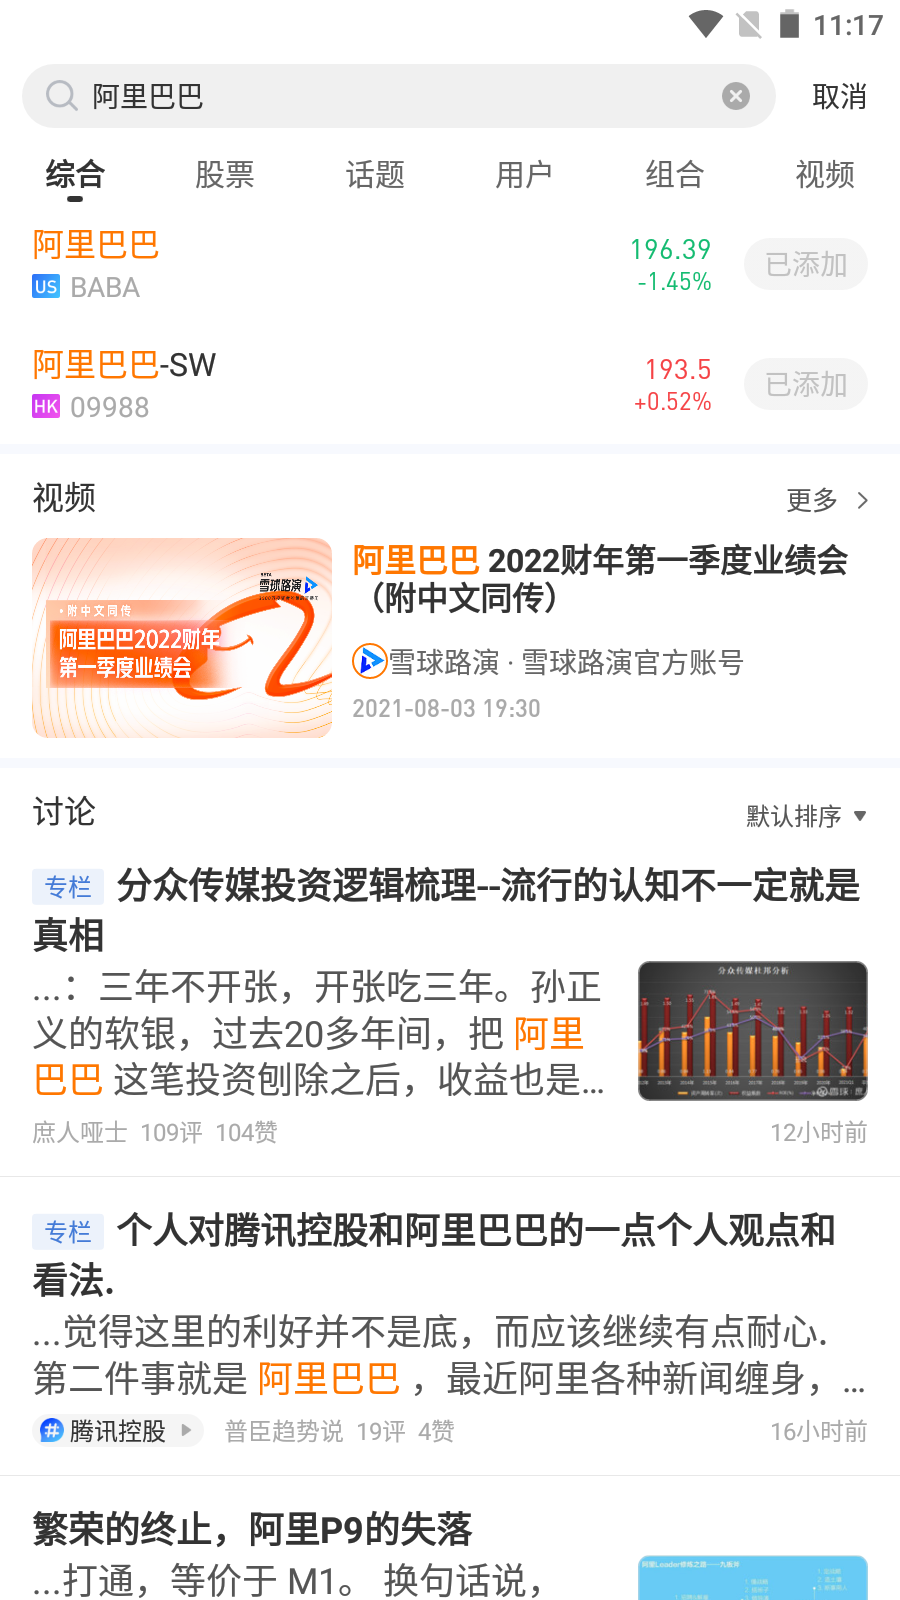 11:17
阿里巴巴
取消
综合 股票 话题 用户 组合 视频
阿里巴巴
196.39
已添加
US BABA
-1.45%
阿里巴巴-SW
193.5
已添加
HK 09988
+0.52%
视频
更多
雪球路演
·附中文同传
阿里巴巴2022财年
第一季度业绩会
阿里巴巴 2022财年第一季度业绩会
（附中文同传）
雪球路演 · 雪球路演官方账号
2021-08-03 19:30
讨论
默认排序
专栏 分众传媒投资逻辑梳理--流行的认知不一定就是
真相
...：三年不开张，开张吃三年。孙正
义的软银，过去20多年间，把 阿里
巴巴 这笔投资刨除之后，收益也是...
分众传媒杜邦分析
庶人哑士 109评 104赞
12小时前
专栏 个人对腾讯控股和阿里巴巴的一点个人观点和
看法.
...觉得这里的利好并不是底，而应该继续有点耐心.
第二件事就是 阿里巴巴 ，最近阿里各种新闻缠身，...
# 腾讯控股 普臣趋势说 19评 4赞
16小时前
繁荣的终止，阿里P9的失落
...打通，等价于 M1。 换句话说，
阿里Leader修炼之路——九板斧